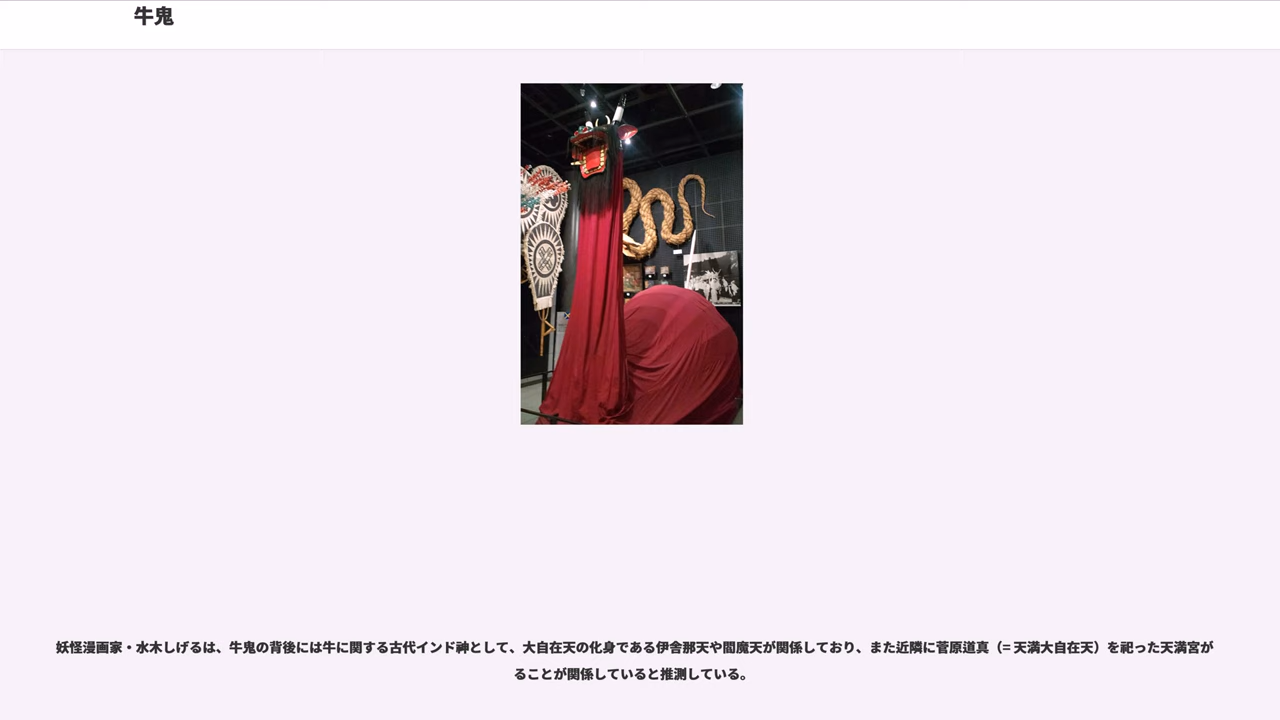 牛鬼
妖怪漫画家・水木しげるは、牛鬼の背後には牛に関する古代インド神として、大自在天の化身である伊舎那天や閻魔天が関係しており、また近隣に菅原道真（= 天満大自在天）を祀った天満宮が
ることが関係していると推測している。